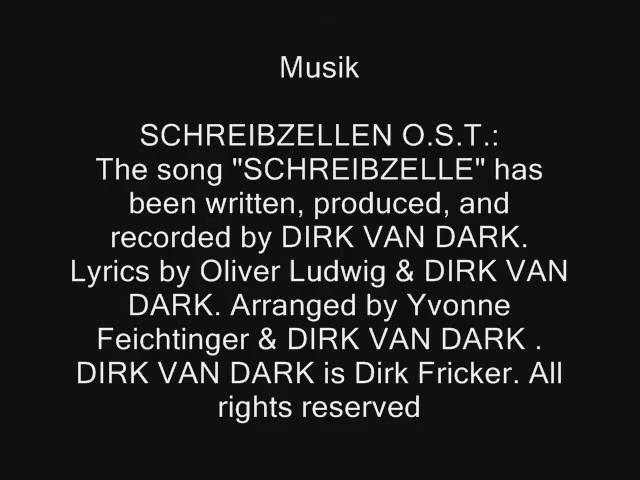 Musik
SCHREIBZELLEN O.S.T.:
The song "SCHREIBZELLE" has
been written, produced, and
recorded by DIRK VAN DARK.
Lyrics by Oliver Ludwig & DIRK VAN
DARK. Arranged by Yvonne
Feichtinger & DIRK VAN DARK .
DIRK VAN DARK is Dirk Fricker. All
rights reserved